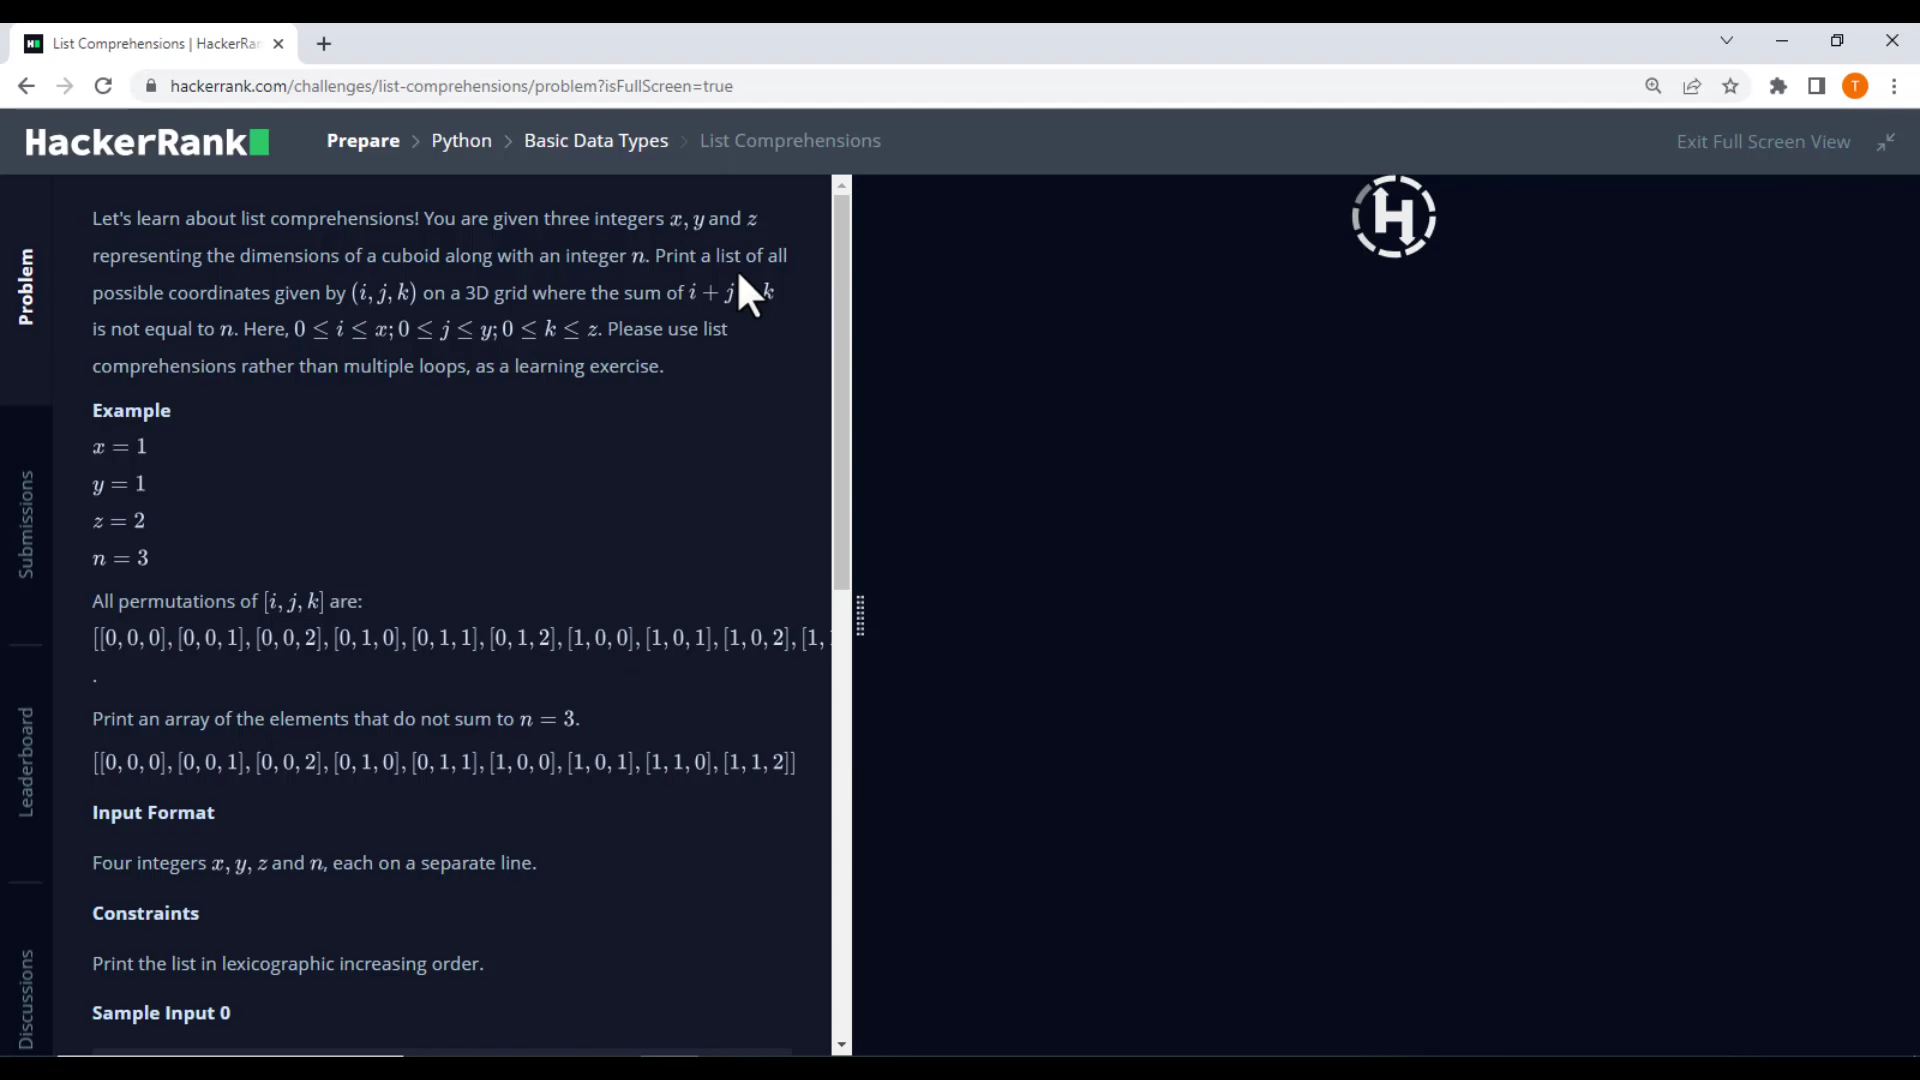 List Comprehensions | HackerRa
hackerrank.com/challenges/list-comprehensions/problem?isFullScreen=true
T
HackerRank
Prepare > Python > Basic Data Types > List Comprehensions
Exit Full Screen View
Problem
Submissions
Leaderboard
Discussions
Let's learn about list comprehensions! You are given three integers x, y and z
representing the dimensions of a cuboid along with an integer n. Print a list of all
possible coordinates given by (i, j, k) on a 3D grid where the sum of i + j k
is not equal to n. Here, 0 ≤ i ≤ x; 0 ≤ j ≤ y; 0 ≤ k ≤ z. Please use list
comprehensions rather than multiple loops, as a learning exercise.
Example
x = 1
y = 1
z = 2
n = 3
All permutations of [i, j, k] are:
[[0, 0, 0], [0, 0, 1], [0, 0, 2], [0, 1, 0], [0, 1, 1], [0, 1, 2], [1, 0, 0], [1, 0, 1], [1, 0, 2], [1,
.
Print an array of the elements that do not sum to n = 3.
[[0, 0, 0], [0, 0, 1], [0, 0, 2], [0, 1, 0], [0, 1, 1], [1, 0, 0], [1, 0, 1], [1, 1, 0], [1, 1, 2]]
Input Format
Four integers x, y, z and n, each on a separate line.
Constraints
Print the list in lexicographic increasing order.
Sample Input 0
H